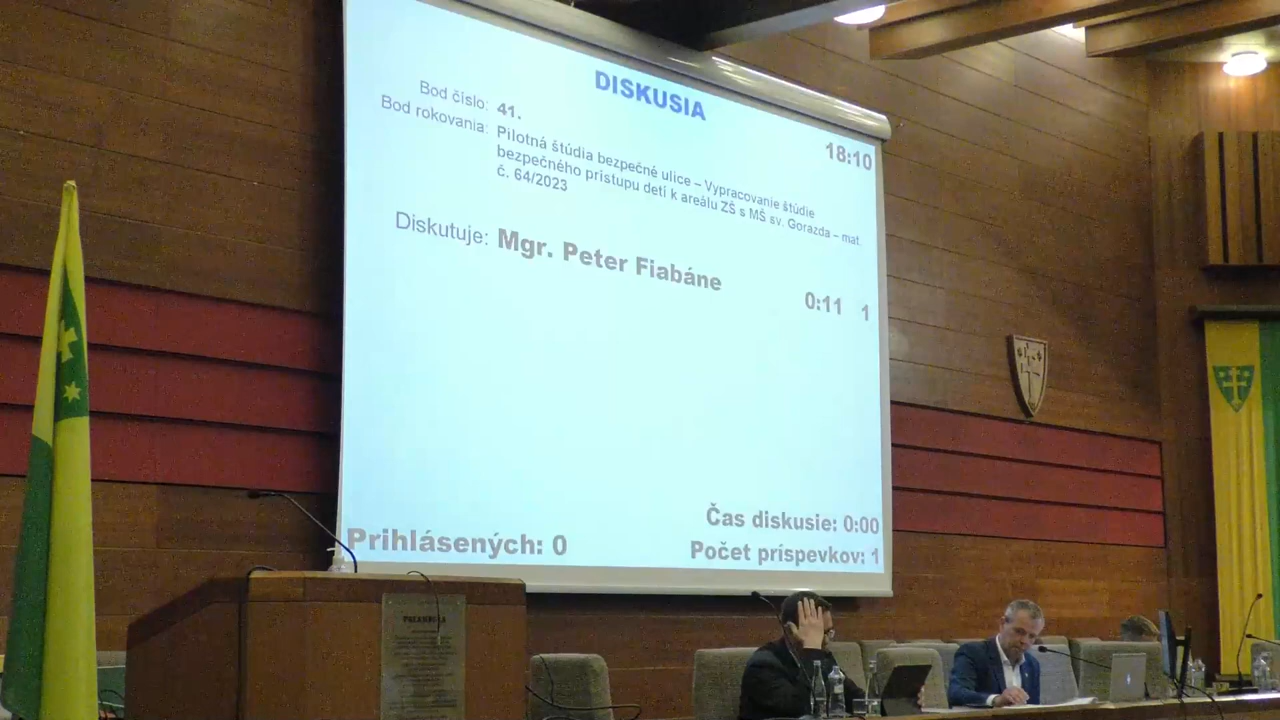 DISKUSIA
18:10
Bod číslo: 41.
Bod rokovania: Pilotná štúdia bezpečné ulice – Vypracovanie štúdie
bezpečného prístupu detí k areálu ZŠ s MŠ sv. Gorazda – mat.
č. 64/2023
Diskutuje: Mgr. Peter Fiabáne
0:11 1
Čas diskusie: 0:00
Prihlásených: 0
Počet príspevkov: 1